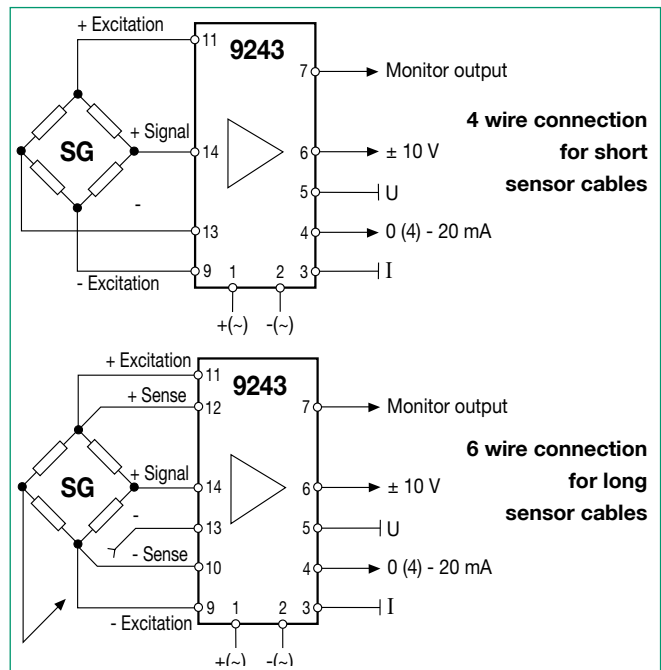 + Excitation
11
9243
7
Monitor output
4 wire connection
for short
sensor cables
+ Signal
SG
14
6
± 10 V
5
U
-
13
4
0 (4) - 20 mA
9
1
2
3
I
- Excitation
+(~)
-(~)
+ Excitation
11
9243
+ Sense
12
7
Monitor output
6 wire connection
for long
sensor cables
+ Signal
SG
14
6
± 10 V
-
13
5
U
- Sense
10
4
0 (4) - 20 mA
9
1
2
3
I
- Excitation
+(~)
-(~)